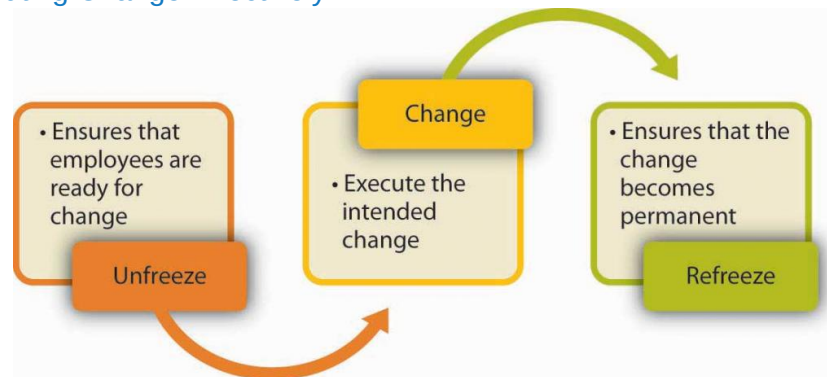 • Ensures that
employees are
ready for
change
Unfreeze
Change
• Execute the
intended
change
• Ensures that the
change
becomes
permanent
Refreeze